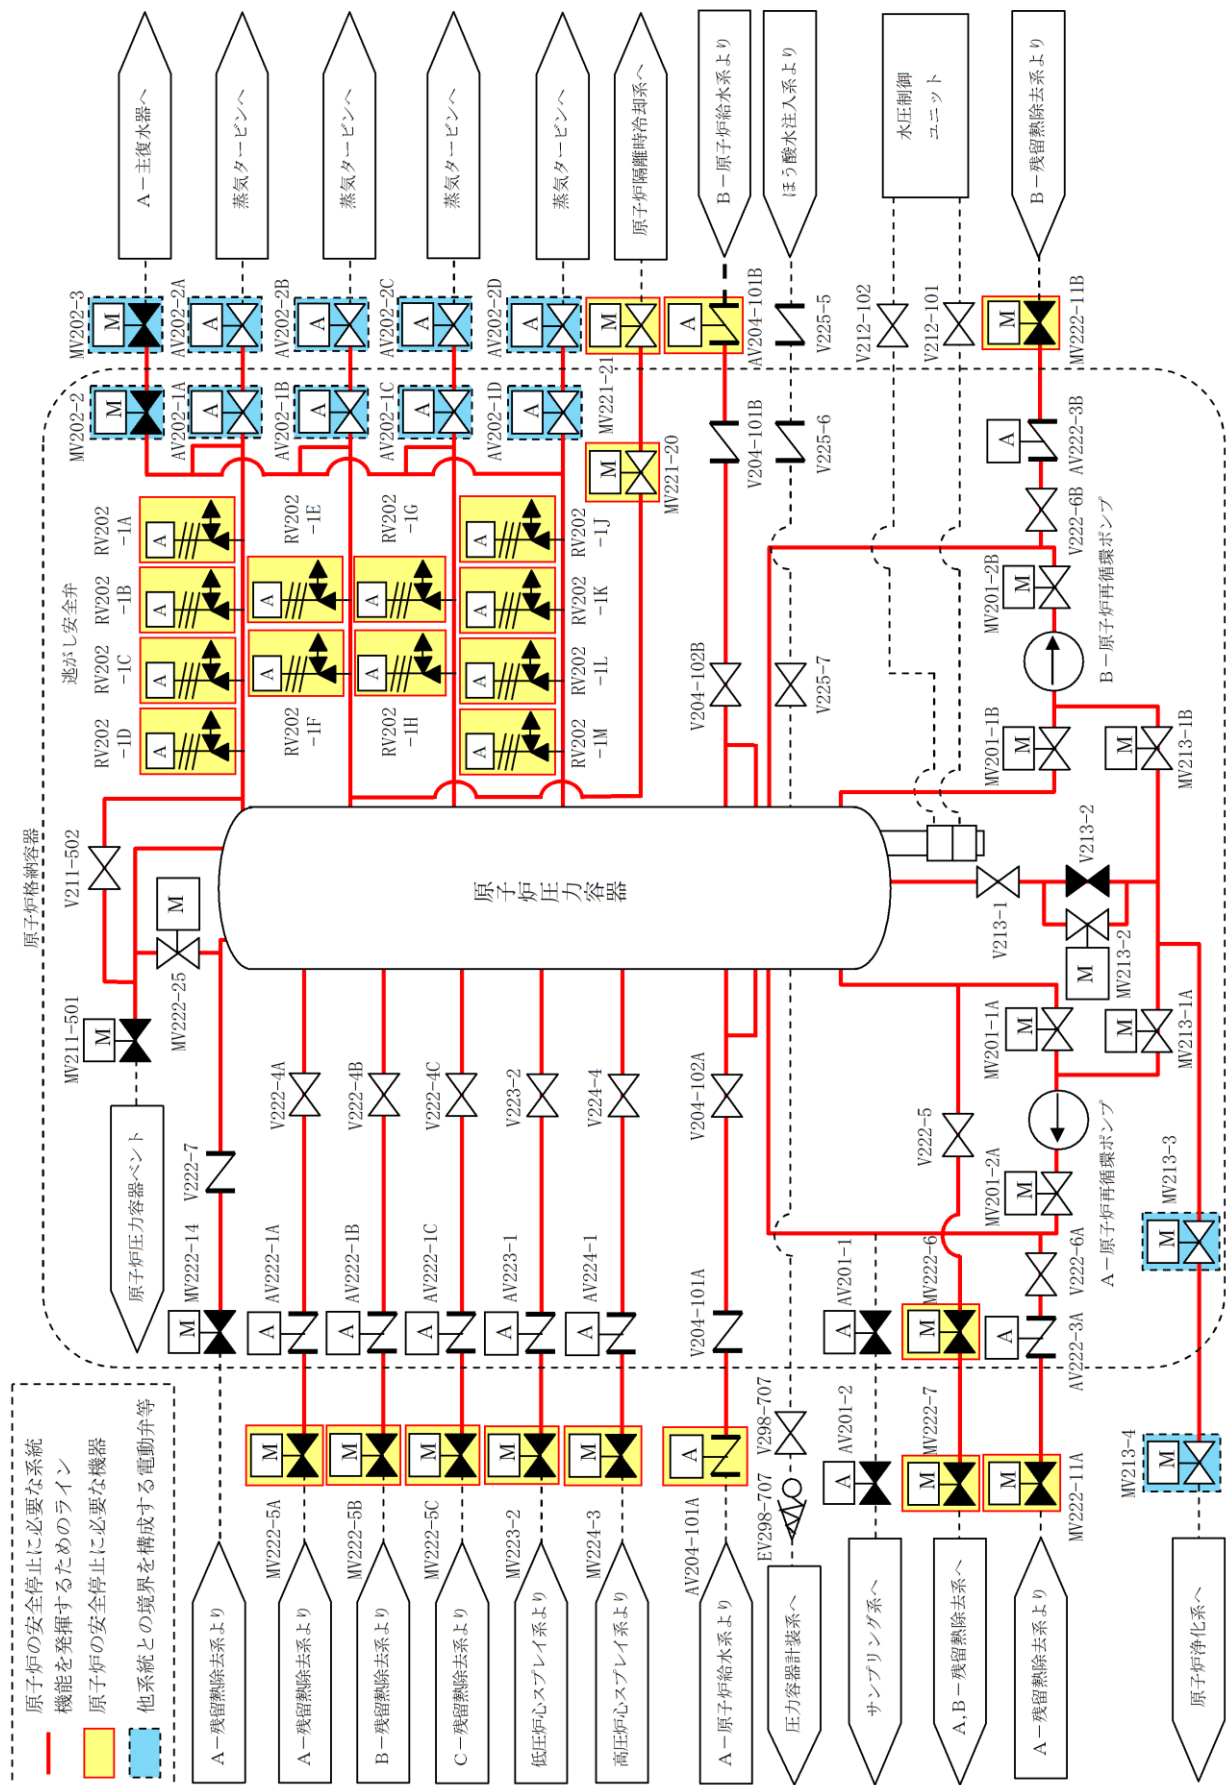 原子炉の安全停止に必要な系統
機能を発揮するためのライン
原子炉の安全停止に必要な機器
他系統との境界を構成する電動弁等
原子炉格納容器
原子炉圧力容器
逃がし安全弁
A－主復水器へ
蒸気タービンへ
蒸気タービンへ
蒸気タービンへ
蒸気タービンへ
原子炉隔離時冷却系へ
B－原子炉給水系より
ほう酸水注入系より
水圧制御
ユニット
B－残留熱除去系より
MV202-3
AV202-2A
AV202-2B
AV202-2C
AV202-2D
MV221-21
AV204-101B
V225-5
V212-102
V212-101
MV222-11B
MV202-2
AV202-1A
AV202-1B
AV202-1C
AV202-1D
MV221-20
V204-101B
V225-6
AV222-3B
V222-6B
RV202
-1A
RV202
-1B
RV202
-1C
RV202
-1D
RV202
-1E
RV202
-1F
RV202
-1G
RV202
-1H
RV202
-1J
RV202
-1K
RV202
-1L
RV202
-1M
V204-102B
V225-7
MV201-2B
B－原子炉再循環ポンプ
MV201-1B
MV213-1B
V211-502
MV211-501
MV222-25
V213-1
V213-2
MV213-2
MV201-1A
MV213-1A
原子炉圧力容器ベント
V222-7
MV222-14
V222-4A
V222-4B
V222-4C
V223-2
V224-4
V204-102A
V222-5
MV201-2A
A－原子炉再循環ポンプ
MV213-3
AV222-1A
AV222-1B
AV222-1C
AV223-1
AV224-1
V204-101A
AV201-1
MV222-6
V222-6A
AV222-3A
MV222-5A
MV222-5B
MV222-5C
MV223-2
MV224-3
AV204-101A
EV298-707
V298-707
AV201-2
MV222-7
MV222-11A
MV213-4
A－残留熱除去系より
A－残留熱除去系より
B－残留熱除去系より
C－残留熱除去系より
低圧炉心スプレイ系より
高圧炉心スプレイ系より
A－原子炉給水系より
圧力容器計装系へ
サンプリング系へ
A,B－残留熱除去系へ
A－残留熱除去系より
原子炉浄化系へ
M
A
A
A
A
M
A
M
M
A
A
A
A
M
A
A
A
A
A
A
A
A
A
A
A
A
A
M
M
M
M
M
M
M
M
M
M
M
A
A
A
A
A
A
M
A
M
M
M
M
M
A
A
M
M
M